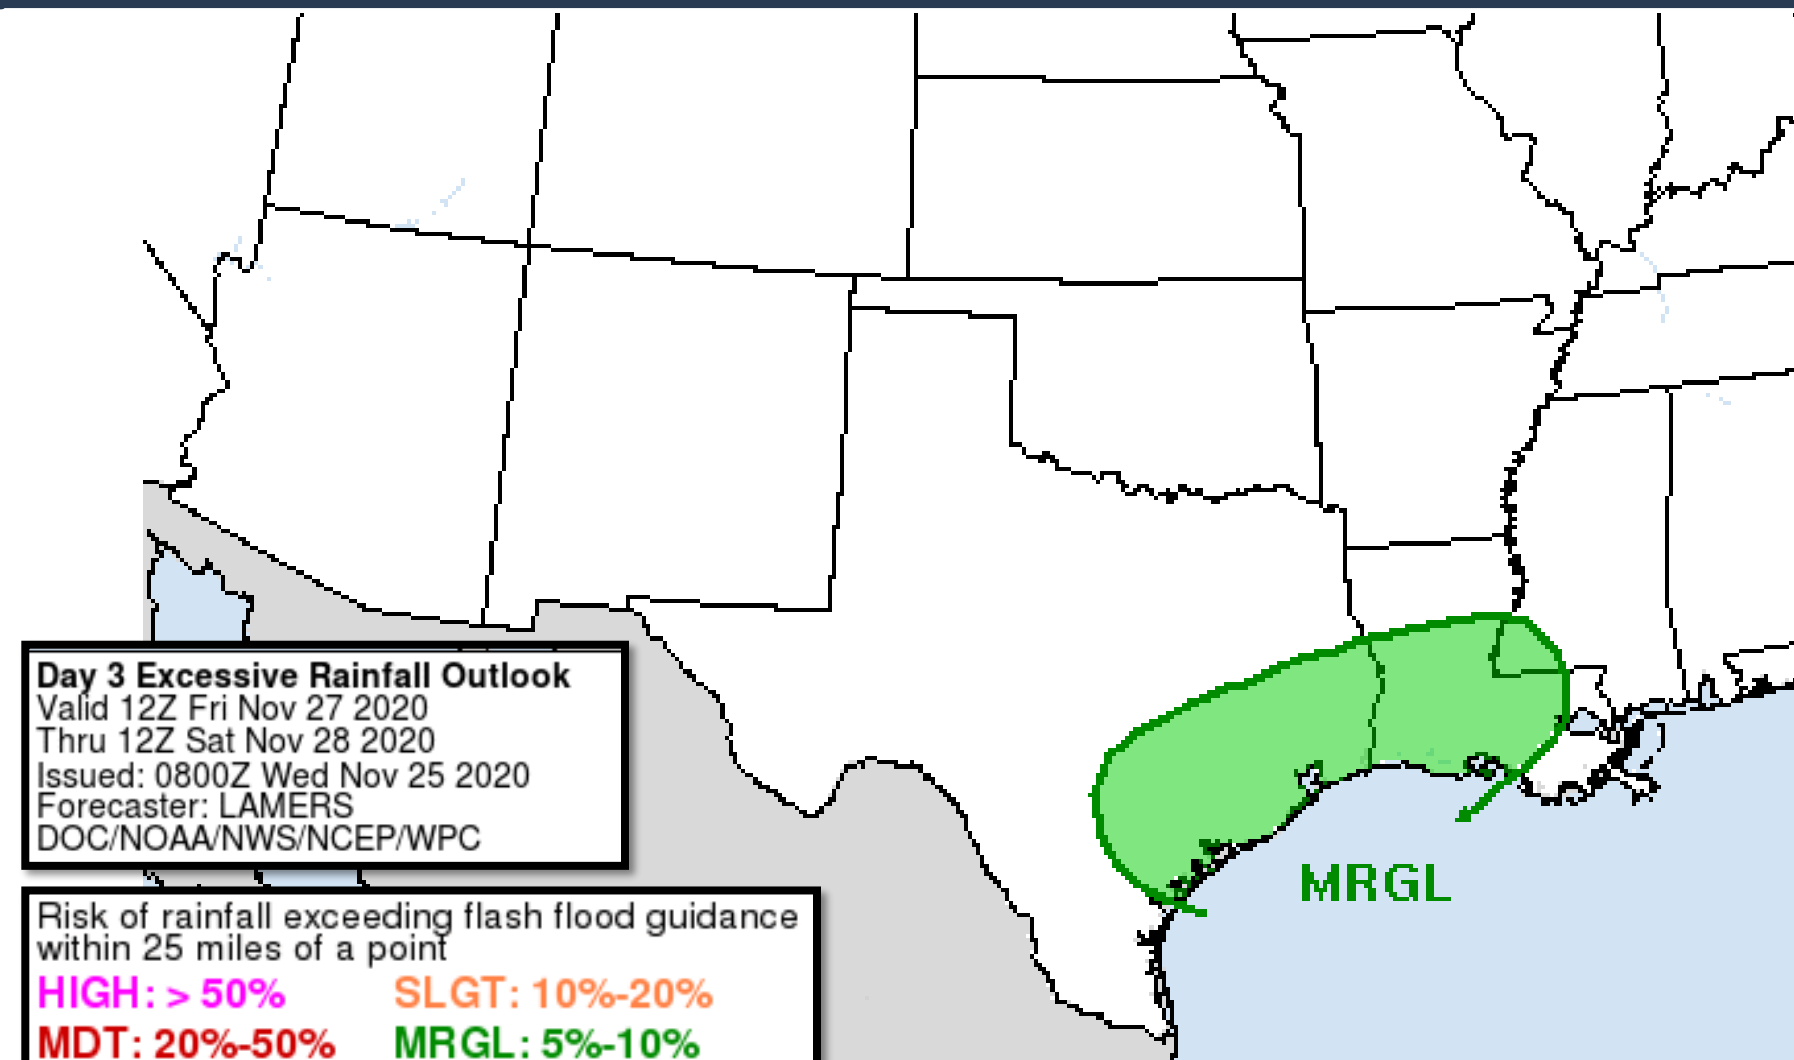 Day 3 Excessive Rainfall Outlook
Valid 12Z Fri Nov 27 2020
Thru 12Z Sat Nov 28 2020
Issued: 0800Z Wed Nov 25 2020
Forecaster: LAMERS
DOC/NOAA/NWS/NCEP/WPC
MRGL
Risk of rainfall exceeding flash flood guidance
within 25 miles of a point
HIGH: > 50% SLGT: 10%-20%
MDT: 20%-50% MRGL: 5%-10%